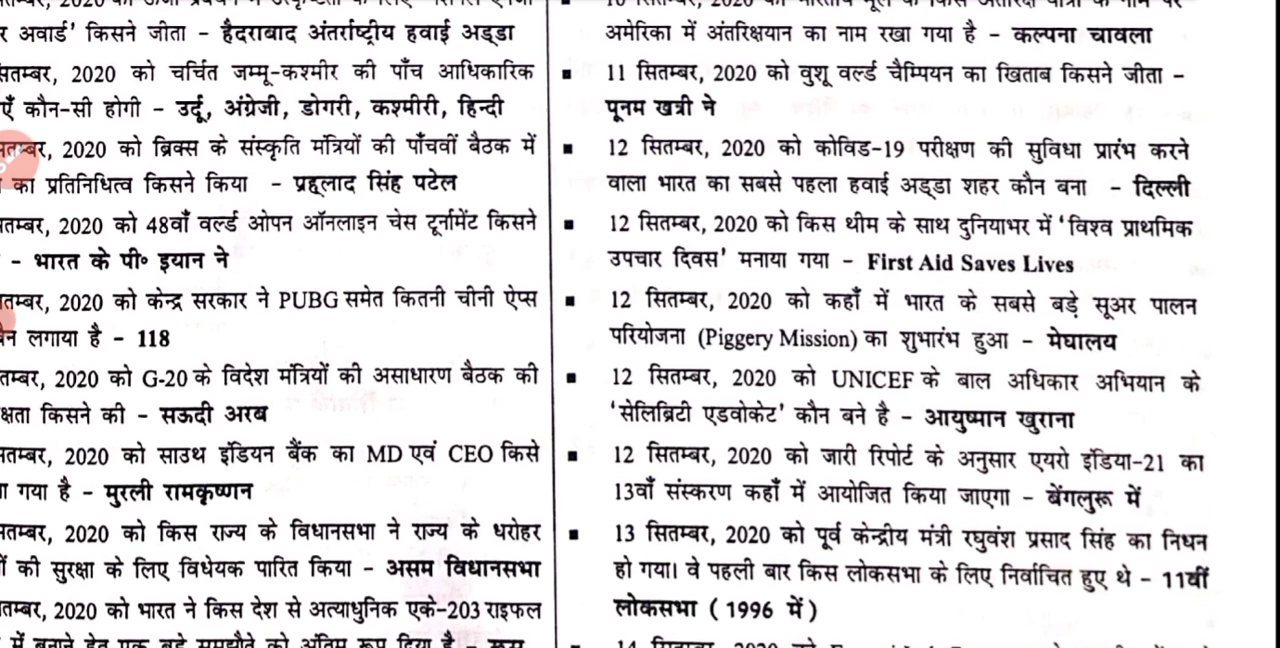 र अवार्ड' किसने जीता - हैदराबाद अंतर्राष्ट्रीय हवाई अड्डा
सतम्बर, 2020 को चर्चित जम्मू-कश्मीर की पाँच आधिकारिक
एँ कौन-सी होगी - उर्दू, अंग्रेजी, डोगरी, कश्मीरी, हिन्दी
सतम्बर, 2020 को ब्रिक्स के संस्कृति मंत्रियों की पाँचवीं बैठक में
का प्रतिनिधित्व किसने किया - प्रह्लाद सिंह पटेल
तम्बर, 2020 को 48वाँ वर्ल्ड ओपन ऑनलाइन चेस टूर्नामेंट किसने
- भारत के पी० इयान ने
तम्बर, 2020 को केन्द्र सरकार ने PUBG समेत कितनी चीनी ऐप्स
बैन लगाया है - 118
तम्बर, 2020 को G-20 के विदेश मंत्रियों की असाधारण बैठक की
क्षता किसने की - सऊदी अरब
सतम्बर, 2020 को साउथ इंडियन बैंक का MD एवं CEO किसे
ा गया है - मुरली रामकृष्णन
सतम्बर, 2020 को किस राज्य के विधानसभा ने राज्य के धरोहर
ों की सुरक्षा के लिए विधेयक पारित किया - असम विधानसभा
तम्बर, 2020 को भारत ने किस देश से अत्याधुनिक एके-203 राइफल
में बनाने हेतु एक बड़े समझौते को अंतिम रूप दिया है - रूस
अमेरिका में अंतरिक्षयान का नाम रखा गया है - कल्पना चावला
▪ 11 सितम्बर, 2020 को वुशू वर्ल्ड चैम्पियन का खिताब किसने जीता -
पूनम खत्री ने
▪ 12 सितम्बर, 2020 को कोविड-19 परीक्षण की सुविधा प्रारंभ करने
वाला भारत का सबसे पहला हवाई अड्डा शहर कौन बना - दिल्ली
▪ 12 सितम्बर, 2020 को किस थीम के साथ दुनियाभर में 'विश्व प्राथमिक
उपचार दिवस' मनाया गया - First Aid Saves Lives
▪ 12 सितम्बर, 2020 को कहाँ में भारत के सबसे बड़े सूअर पालन
परियोजना (Piggery Mission) का शुभारंभ हुआ - मेघालय
▪ 12 सितम्बर, 2020 को UNICEF के बाल अधिकार अभियान के
'सेलिब्रिटी एडवोकेट' कौन बने है - आयुष्मान खुराना
▪ 12 सितम्बर, 2020 को जारी रिपोर्ट के अनुसार एयरो इंडिया-21 का
13वाँ संस्करण कहाँ में आयोजित किया जाएगा - बेंगलुरू में
▪ 13 सितम्बर, 2020 को पूर्व केन्द्रीय मंत्री रघुवंश प्रसाद सिंह का निधन
हो गया। वे पहली बार किस लोकसभा के लिए निर्वाचित हुए थे - 11वीं
लोकसभा ( 1996 में )